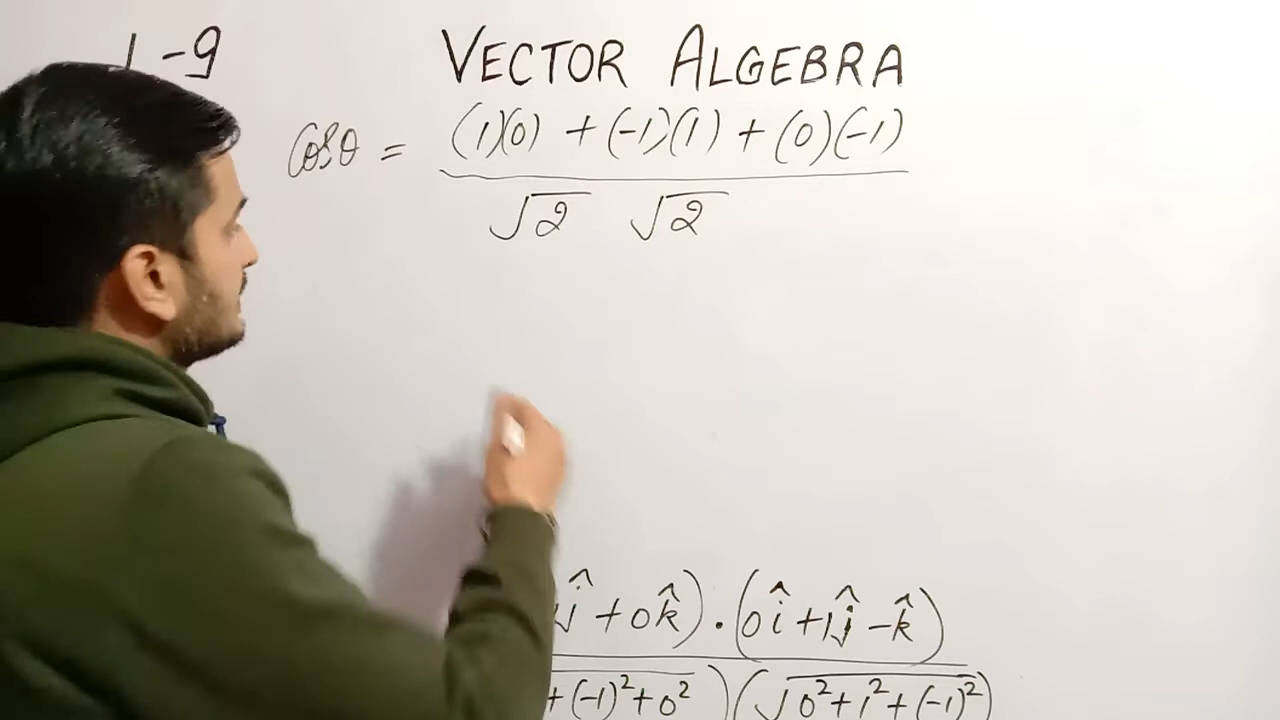 1-9
VECTOR ALGEBRA
Cosθ = (1)(0) + (-1)(1) + (0)(-1)
√2 √2
ĵ + 0k̂) . (0î + 1ĵ - k̂)
+ (-1)² + 0² ) (√0² + 1² + (-1)²)